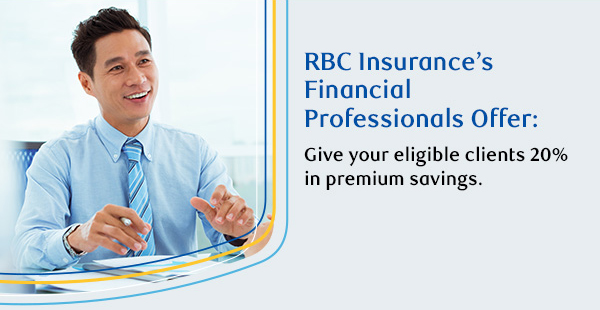 RBC Insurance’s
Financial
Professionals Offer:
Give your eligible clients 20%
in premium savings.